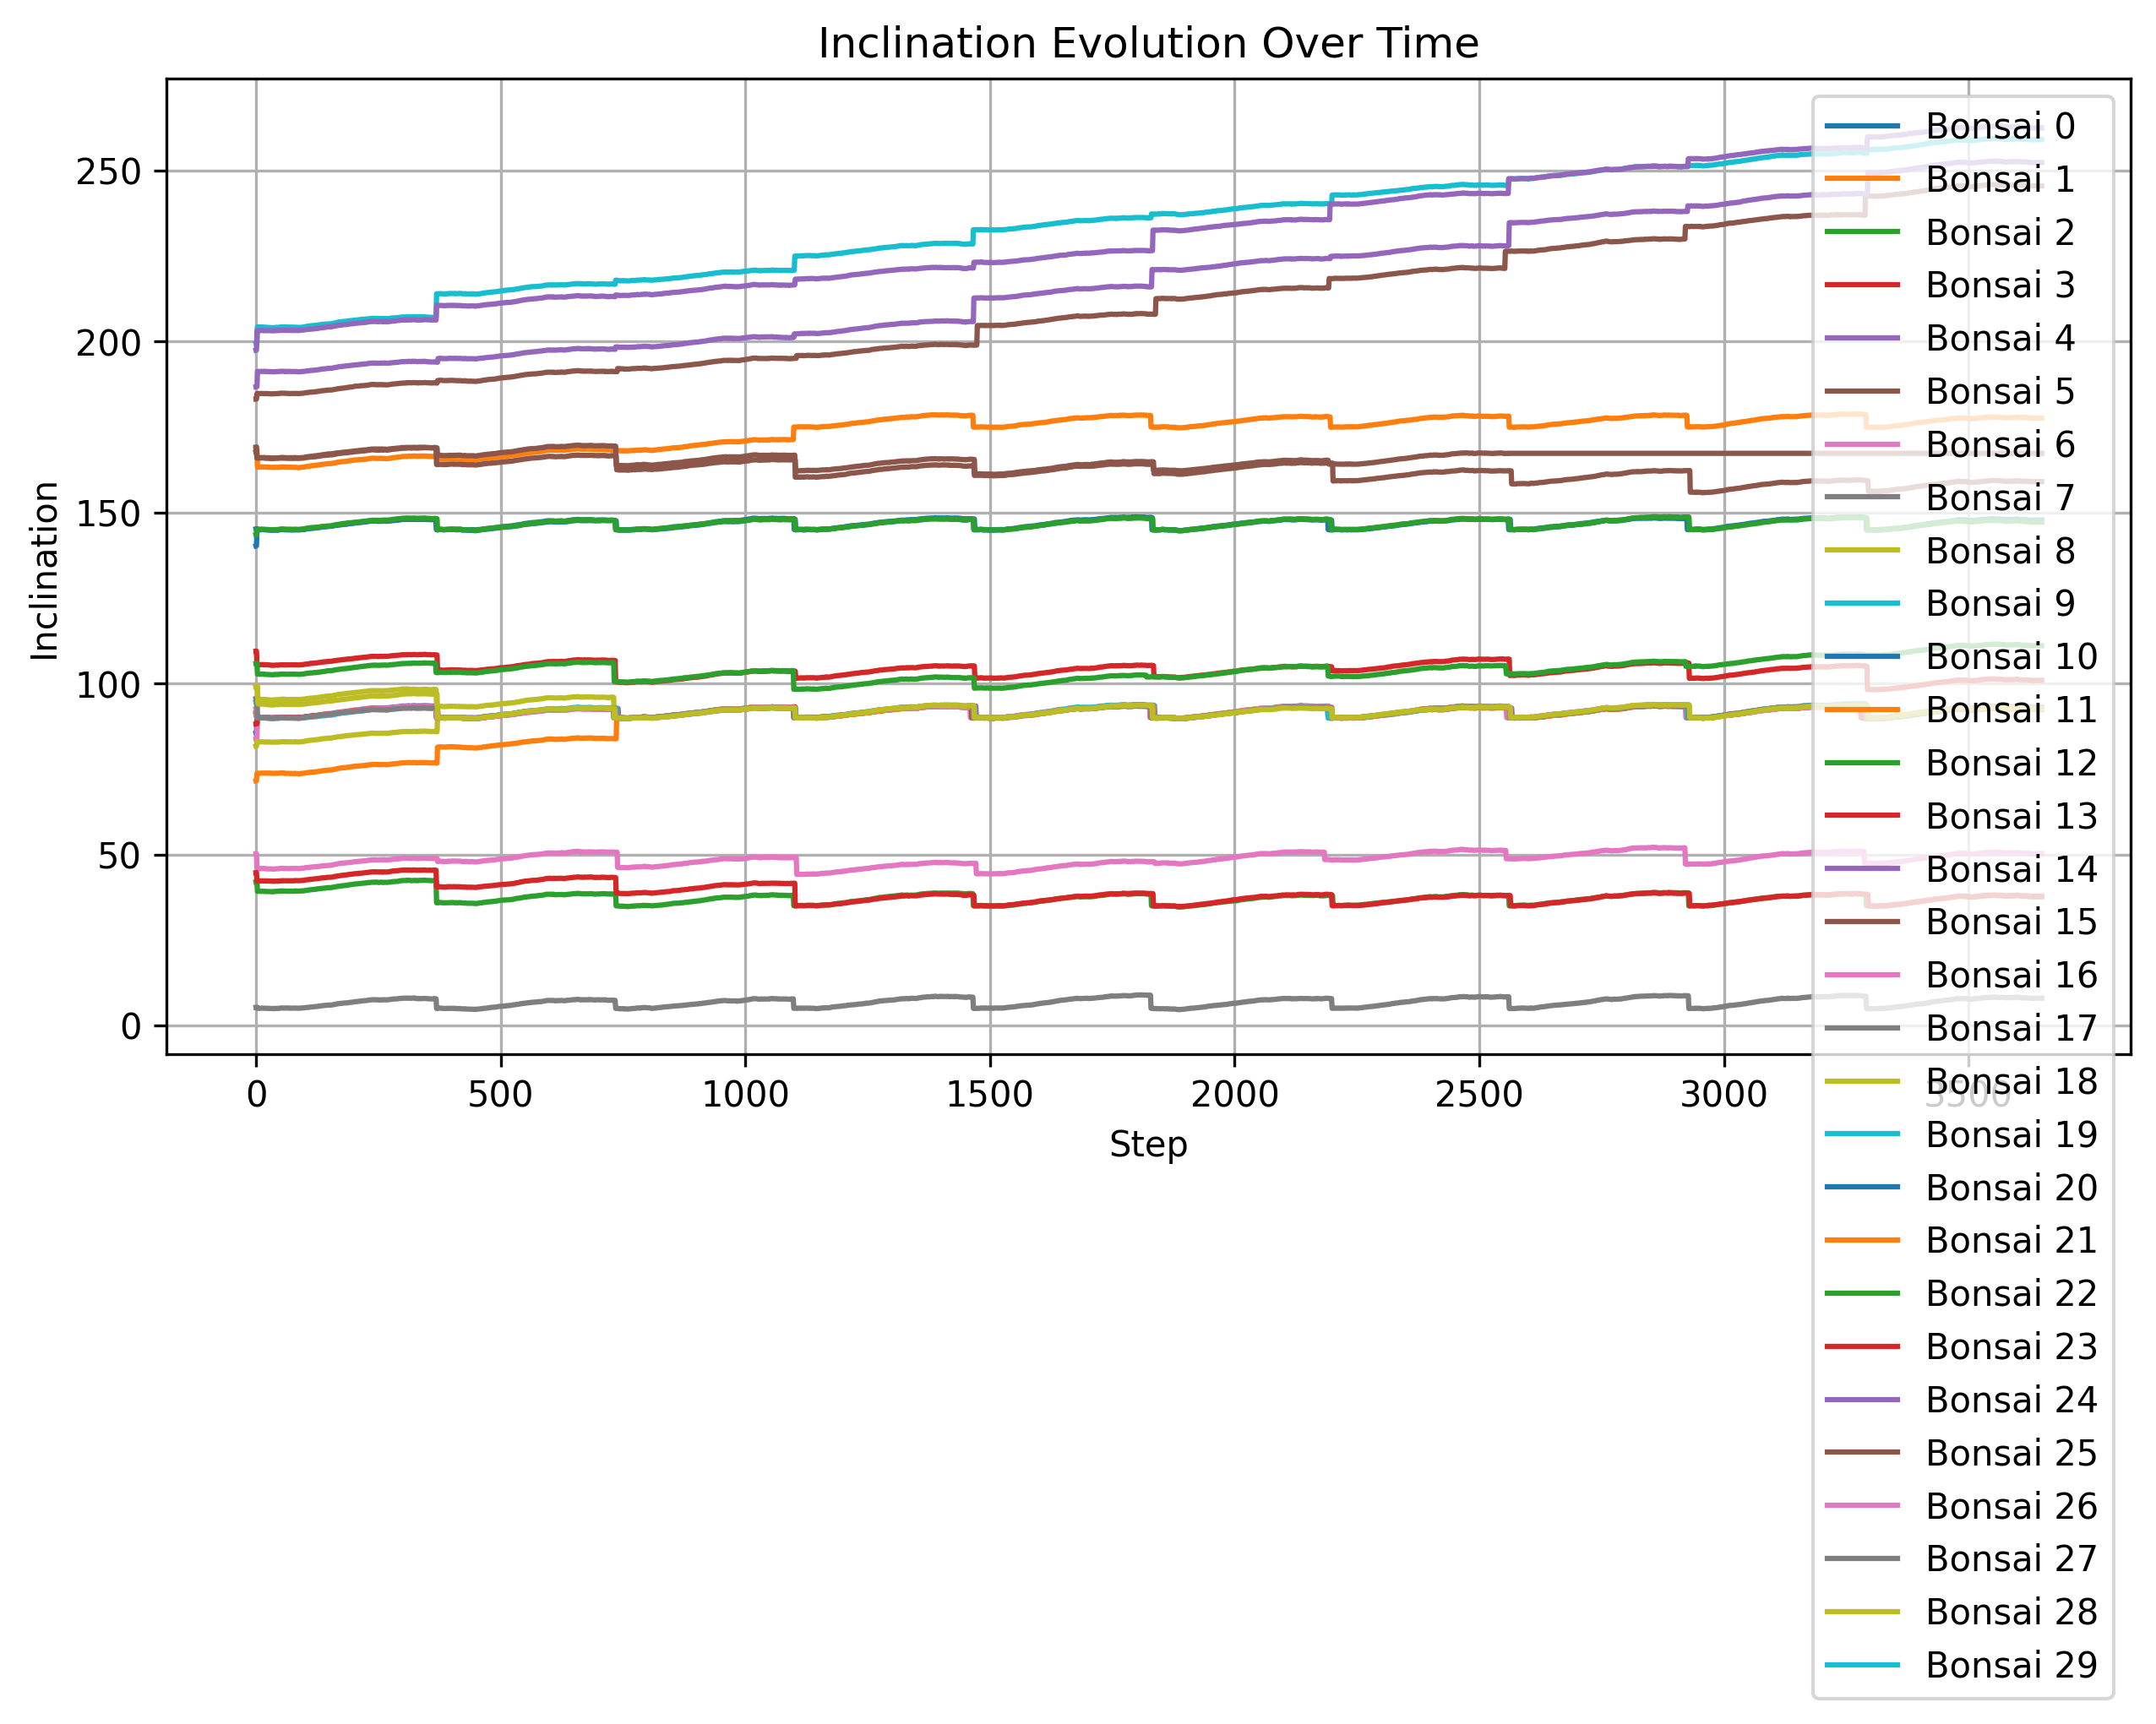 Inclination Evolution Over Time
Inclination
250
200
150
100
50
0
0 500 1000 1500 2000 2500 3000 3500
Step
Bonsai 0
Bonsai 1
Bonsai 2
Bonsai 3
Bonsai 4
Bonsai 5
Bonsai 6
Bonsai 7
Bonsai 8
Bonsai 9
Bonsai 10
Bonsai 11
Bonsai 12
Bonsai 13
Bonsai 14
Bonsai 15
Bonsai 16
Bonsai 17
Bonsai 18
Bonsai 19
Bonsai 20
Bonsai 21
Bonsai 22
Bonsai 23
Bonsai 24
Bonsai 25
Bonsai 26
Bonsai 27
Bonsai 28
Bonsai 29